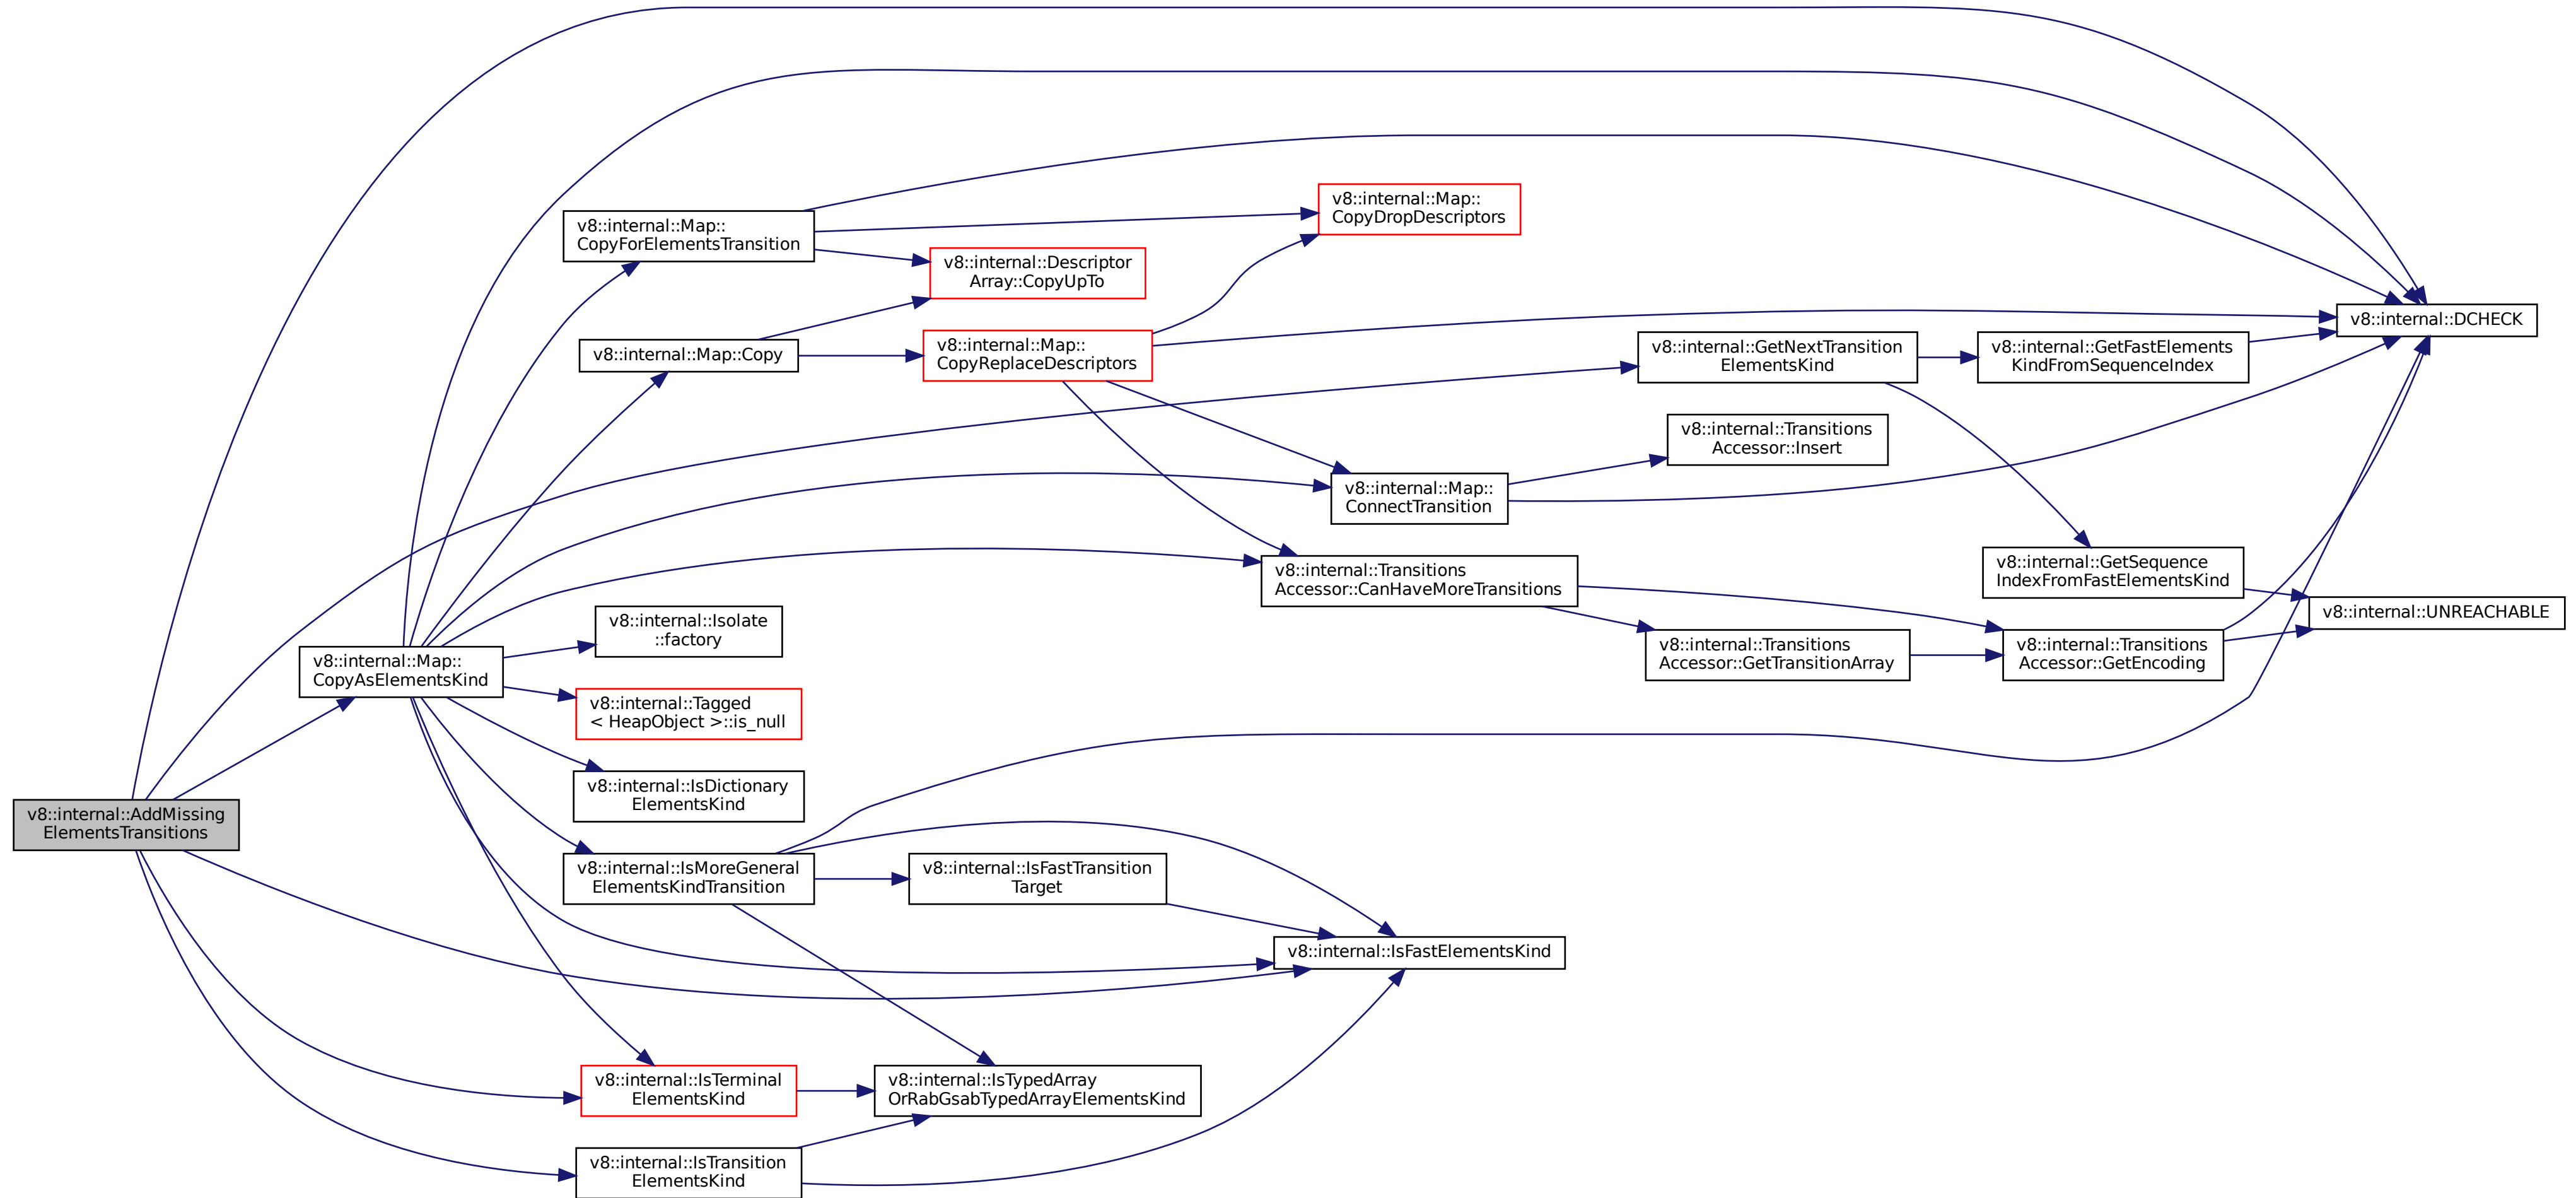 v8::internal::AddMissing
ElementsTransitions
v8::internal::Map::
CopyAsElementsKind
v8::internal::Map::
CopyForElementsTransition
v8::internal::Map::Copy
v8::internal::Isolate
::factory
v8::internal::Tagged
< HeapObject >::is_null
v8::internal::IsDictionary
ElementsKind
v8::internal::IsMoreGeneral
ElementsKindTransition
v8::internal::IsTerminal
ElementsKind
v8::internal::IsTransition
ElementsKind
v8::internal::Descriptor
Array::CopyUpTo
v8::internal::Map::
CopyReplaceDescriptors
v8::internal::IsFastTransition
Target
v8::internal::IsTypedArray
OrRabGsabTypedArrayElementsKind
v8::internal::Map::
CopyDropDescriptors
v8::internal::Map::
ConnectTransition
v8::internal::Transitions
Accessor::CanHaveMoreTransitions
v8::internal::IsFastElementsKind
v8::internal::GetNextTransition
ElementsKind
v8::internal::Transitions
Accessor::Insert
v8::internal::Transitions
Accessor::GetTransitionArray
v8::internal::GetFastElements
KindFromSequenceIndex
v8::internal::GetSequence
IndexFromFastElementsKind
v8::internal::Transitions
Accessor::GetEncoding
v8::internal::DCHECK
v8::internal::UNREACHABLE